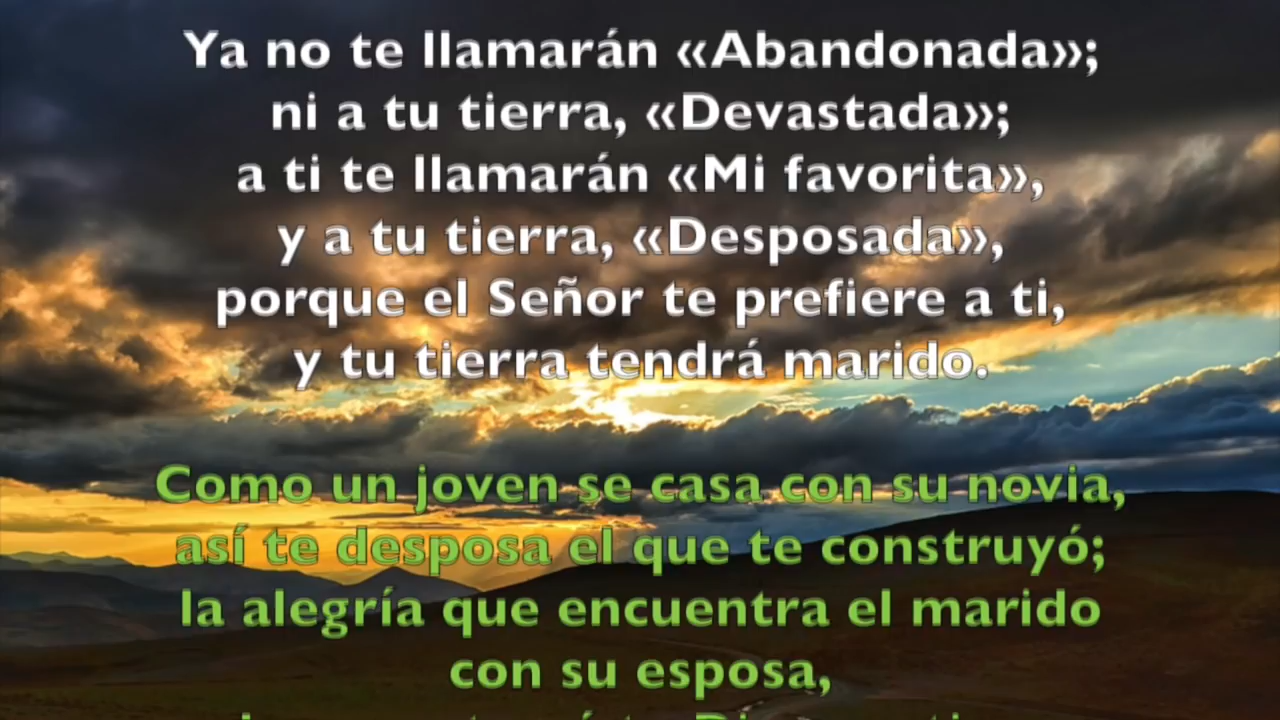 Ya no te llamarán «Abandonada»;
ni a tu tierra, «Devastada»;
a ti te llamarán «Mi favorita»,
y a tu tierra, «Desposada»,
porque el Señor te prefiere a ti,
y tu tierra tendrá marido.
Como un joven se casa con su novia,
así te desposa el que te construyó;
la alegría que encuentra el marido
con su esposa,